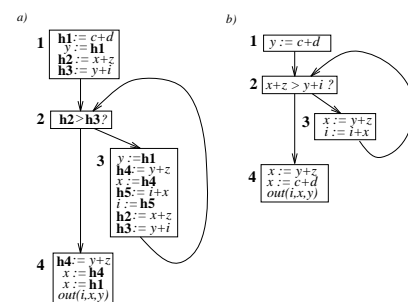 a)
1
h1:= c+d
y := h1
h2:= x+z
h3:= y+i
2
h2>h3?
3
y :=h1
h4:= y+z
x :=h4
h5:= i+x
i :=h5
h2:= x+z
h3:= y+i
4
h4:= y+z
x := h4
x := h1
out(i,x,y)
b)
1
y := c+d
2
x+z > y+i ?
3
x := y+z
i := i+x
4
x := y+z
x := c+d
out(i,x,y)